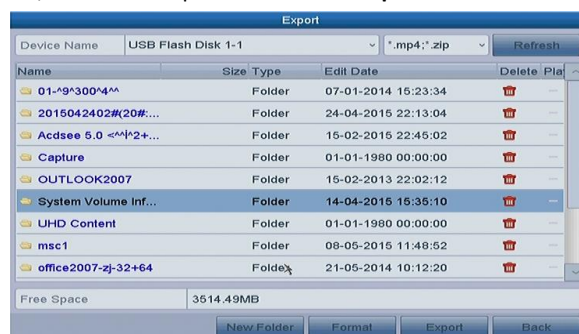 Export
Device Name USB Flash Disk 1-1 *.mp4;*.zip Refresh
Name Size Type Edit Date Delete Play
01-^9^300^4^^ Folder 07-01-2014 15:23:34
2015042402#(20#:... Folder 24-04-2015 22:13:04
Acdsee 5.0 <^^|^2+... Folder 15-02-2015 22:45:02
Capture Folder 01-01-1980 00:00:00
OUTLOOK2007 Folder 15-02-2013 22:02:12
System Volume Inf... Folder 14-04-2015 15:35:10
UHD Content Folder 01-01-1980 00:00:00
msc1 Folder 08-05-2015 11:48:52
office2007-zj-32+64 Folder 21-05-2014 10:12:20
Free Space 3514.49MB
New Folder Format Export Back